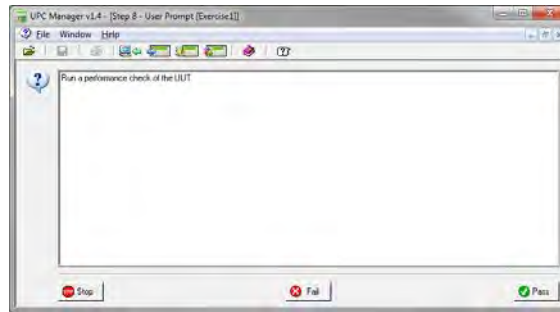 UPC Manager v1.4 - [Step 8 - User Prompt (Exercise1)]
File Window Help
Run a performance check of the UUT
Stop
Fail
Pass